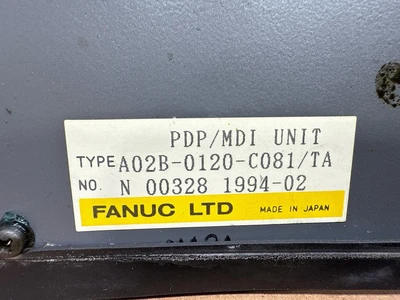 PDP/MDI UNIT
TYPE A02B-0120-C081/TA
NO. N 00328 1994-02
FANUC LTD MADE IN JAPAN